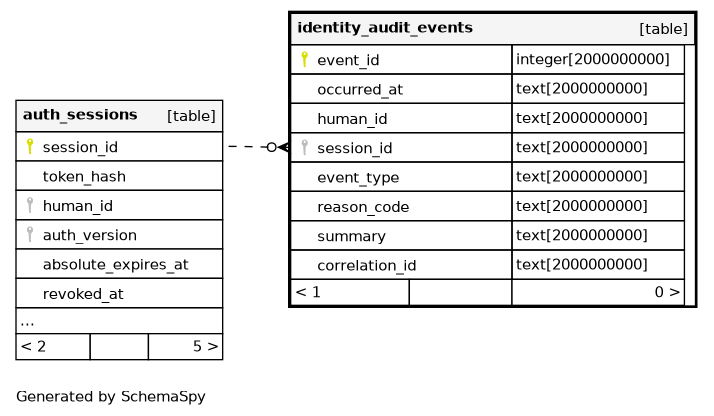 auth_sessions [table]
session_id
token_hash
human_id
auth_version
absolute_expires_at
revoked_at
...
< 2 5 >
identity_audit_events [table]
event_id integer[2000000000]
occurred_at text[2000000000]
human_id text[2000000000]
session_id text[2000000000]
event_type text[2000000000]
reason_code text[2000000000]
summary text[2000000000]
correlation_id text[2000000000]
< 1 0 >
Generated by SchemaSpy